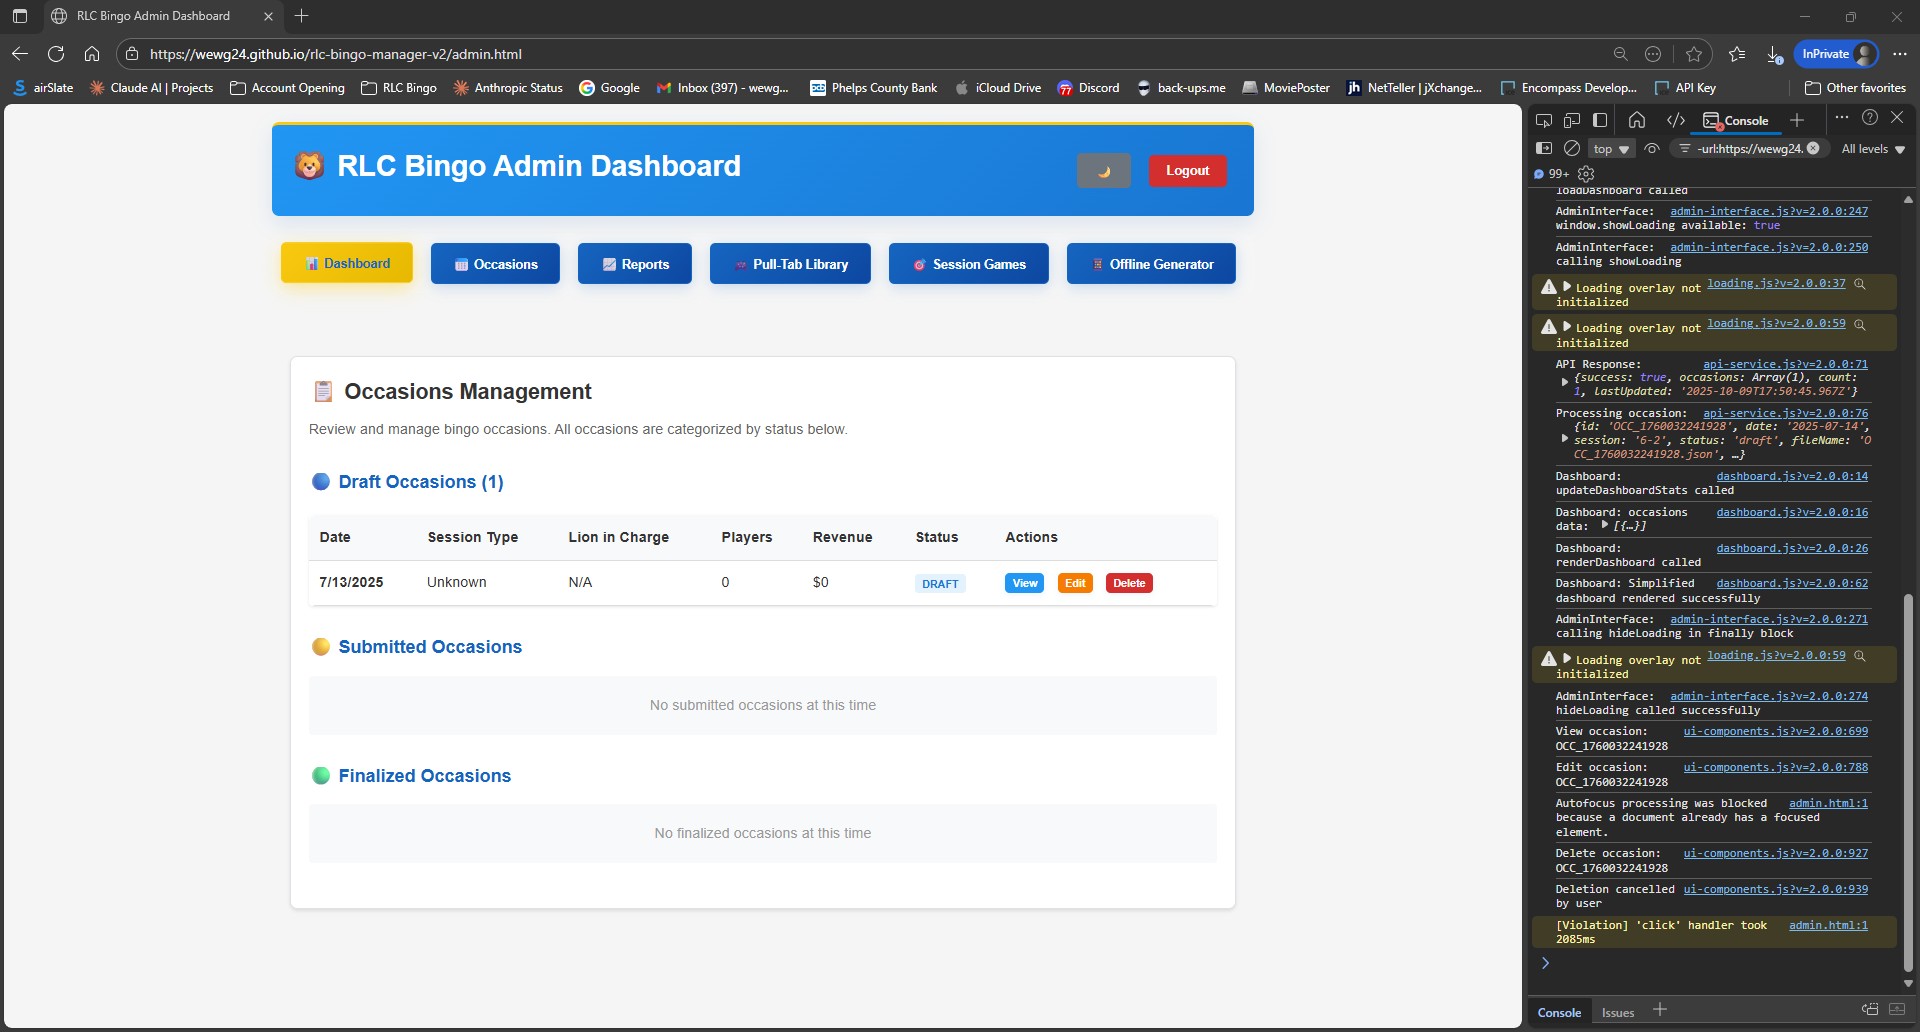 RLC Bingo Admin Dashboard
https://wewg24.github.io/rlc-bingo-manager-v2/admin.html
InPrivate
airSlate
Claude AI | Projects
Account Opening
RLC Bingo
Anthropic Status
Google
Inbox (397) - wewg...
Phelps County Bank
iCloud Drive
Discord
back-ups.me
MoviePoster
NetTeller | jXchange...
Encompass Develop...
API Key
Other favorites
RLC Bingo Admin Dashboard
Logout
Dashboard
Occasions
Reports
Pull-Tab Library
Session Games
Offline Generator
Occasions Management
Review and manage bingo occasions. All occasions are categorized by status below.
Draft Occasions (1)
Date Session Type Lion in Charge Players Revenue Status Actions
7/13/2025 Unknown N/A 0 $0 DRAFT View Edit Delete
Submitted Occasions
No submitted occasions at this time
Finalized Occasions
No finalized occasions at this time
Console
top
-url:https://wewg24.
All levels
99+
loadDashboard called
AdminInterface: admin-interface.js?v=2.0.0:247
window.showLoading available: true
AdminInterface: admin-interface.js?v=2.0.0:250
calling showLoading
Loading overlay not loading.js?v=2.0.0:37
initialized
Loading overlay not loading.js?v=2.0.0:59
initialized
API Response: api-service.js?v=2.0.0:71
{success: true, occasions: Array(1), count:
1, lastUpdated: '2025-10-09T17:50:45.967Z'}
Processing occasion: api-service.js?v=2.0.0:76
{id: 'OCC_1760032241928', date: '2025-07-14',
session: '6-2', status: 'draft', fileName: 'O
CC_1760032241928.json', …}
Dashboard: dashboard.js?v=2.0.0:14
updateDashboardStats called
Dashboard: occasions dashboard.js?v=2.0.0:16
data: [{…}]
Dashboard: dashboard.js?v=2.0.0:26
renderDashboard called
Dashboard: Simplified dashboard.js?v=2.0.0:62
dashboard rendered successfully
AdminInterface: admin-interface.js?v=2.0.0:271
calling hideLoading in finally block
Loading overlay not loading.js?v=2.0.0:59
initialized
AdminInterface: admin-interface.js?v=2.0.0:274
hideLoading called successfully
View occasion: ui-components.js?v=2.0.0:699
OCC_1760032241928
Edit occasion: ui-components.js?v=2.0.0:788
OCC_1760032241928
Autofocus processing was blocked admin.html:1
because a document already has a focused
element.
Delete occasion: ui-components.js?v=2.0.0:927
OCC_1760032241928
Deletion cancelled ui-components.js?v=2.0.0:939
by user
[Violation] 'click' handler took admin.html:1
2085ms
Console
Issues